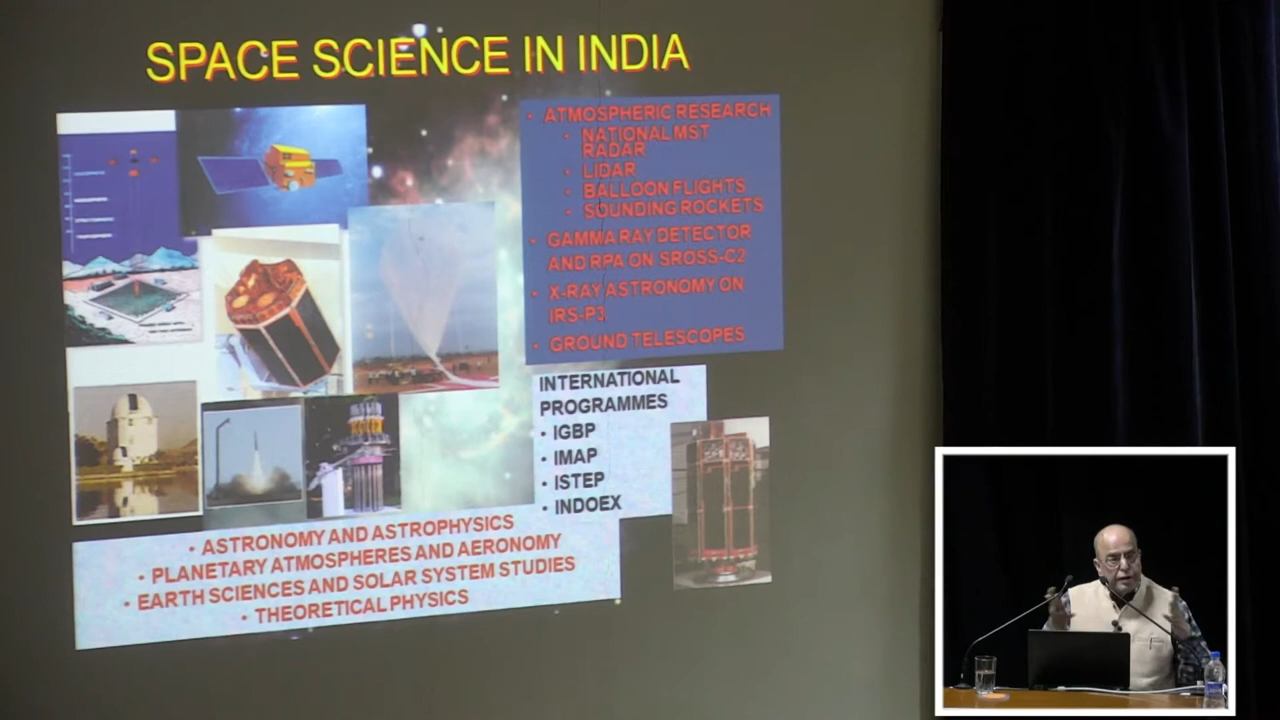 SPACE SCIENCE IN INDIA
• ATMOSPHERIC RESEARCH
• NATIONAL MST
RADAR
• LIDAR
• BALLOON FLIGHTS
• SOUNDING ROCKETS
• GAMMA RAY DETECTOR
AND RPA ON SROSS-C2
• X-RAY ASTRONOMY ON
IRS-P3
• GROUND TELESCOPES
INTERNATIONAL
PROGRAMMES
• IGBP
• IMAP
• ISTEP
• INDOEX
• ASTRONOMY AND ASTROPHYSICS
• PLANETARY ATMOSPHERES AND AERONOMY
• EARTH SCIENCES AND SOLAR SYSTEM STUDIES
• THEORETICAL PHYSICS